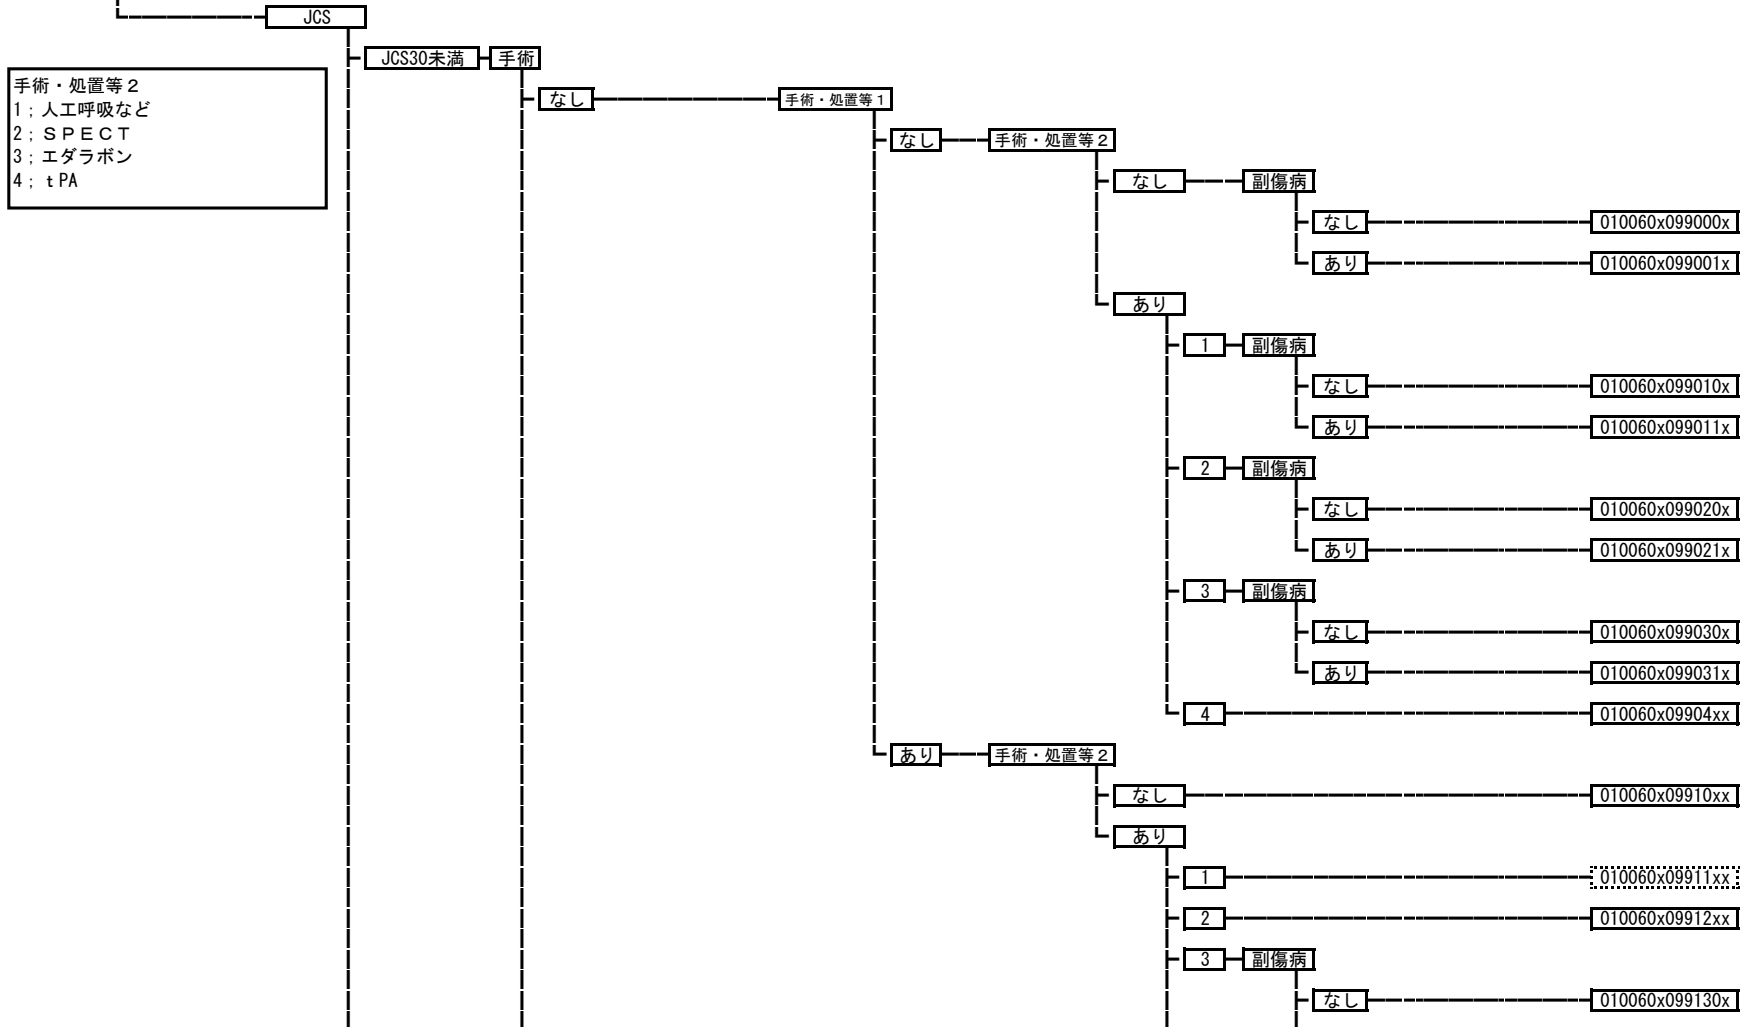 JCS
JCS30未満 手術
手術・処置等２
1；人工呼吸など
2；ＳＰＥＣＴ
3；エダラボン
4；ｔPA
なし 手術・処置等１
なし 手術・処置等２
なし 副傷病
なし 010060x099000x
あり 010060x099001x
あり
1 副傷病
なし 010060x099010x
あり 010060x099011x
2 副傷病
なし 010060x099020x
あり 010060x099021x
3 副傷病
なし 010060x099030x
あり 010060x099031x
4 010060x09904xx
あり 手術・処置等２
なし 010060x09910xx
あり
1 010060x09911xx
2 010060x09912xx
3 副傷病
なし 010060x099130x